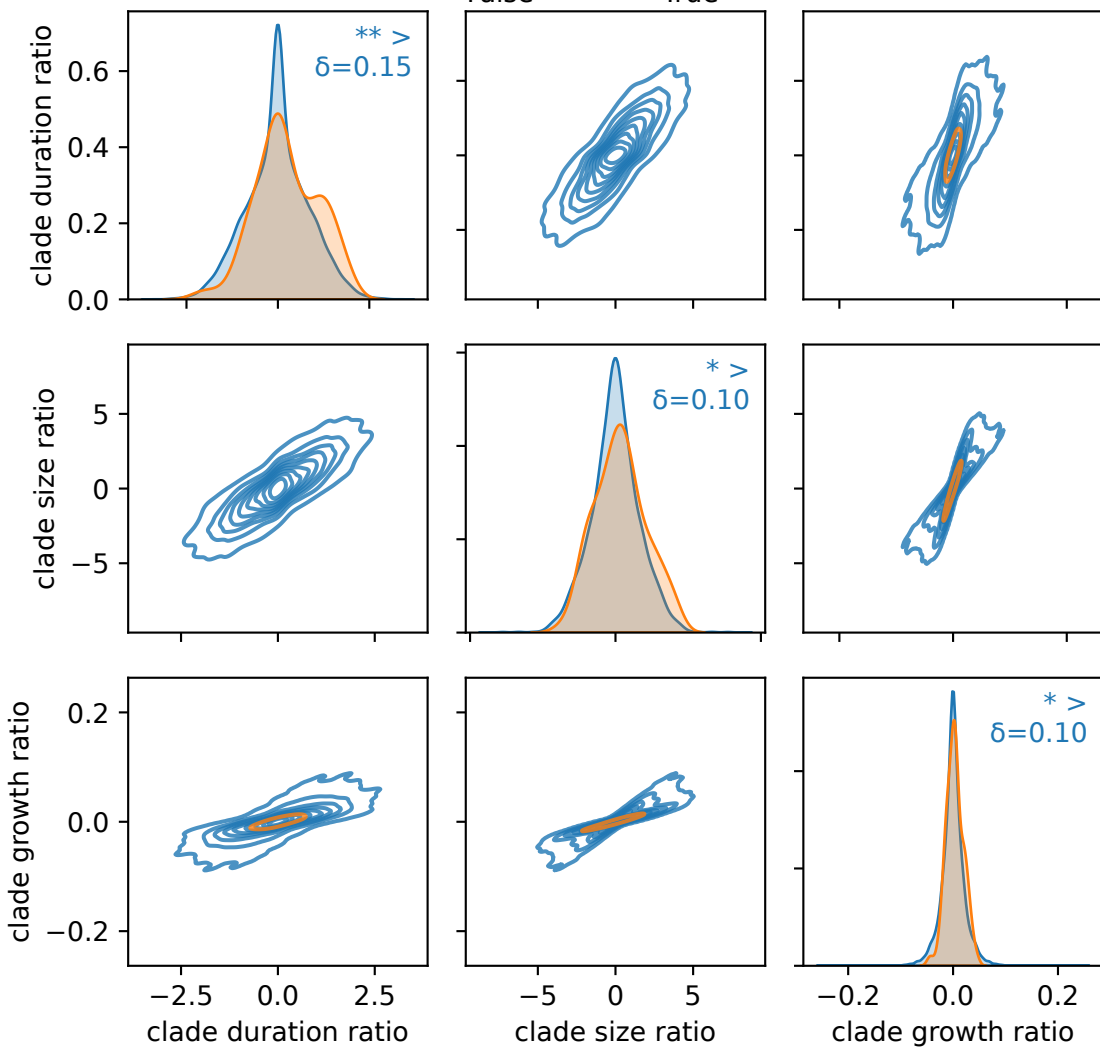 ** >
δ=0.15
clade duration ratio
0.6
0.4
0.2
0.0
* >
δ=0.10
clade size ratio
5
0
−5
* >
δ=0.10
clade growth ratio
0.2
0.0
−0.2
−2.5 0.0 2.5
−5 0 5
−0.2 0.0 0.2
clade duration ratio
clade size ratio
clade growth ratio